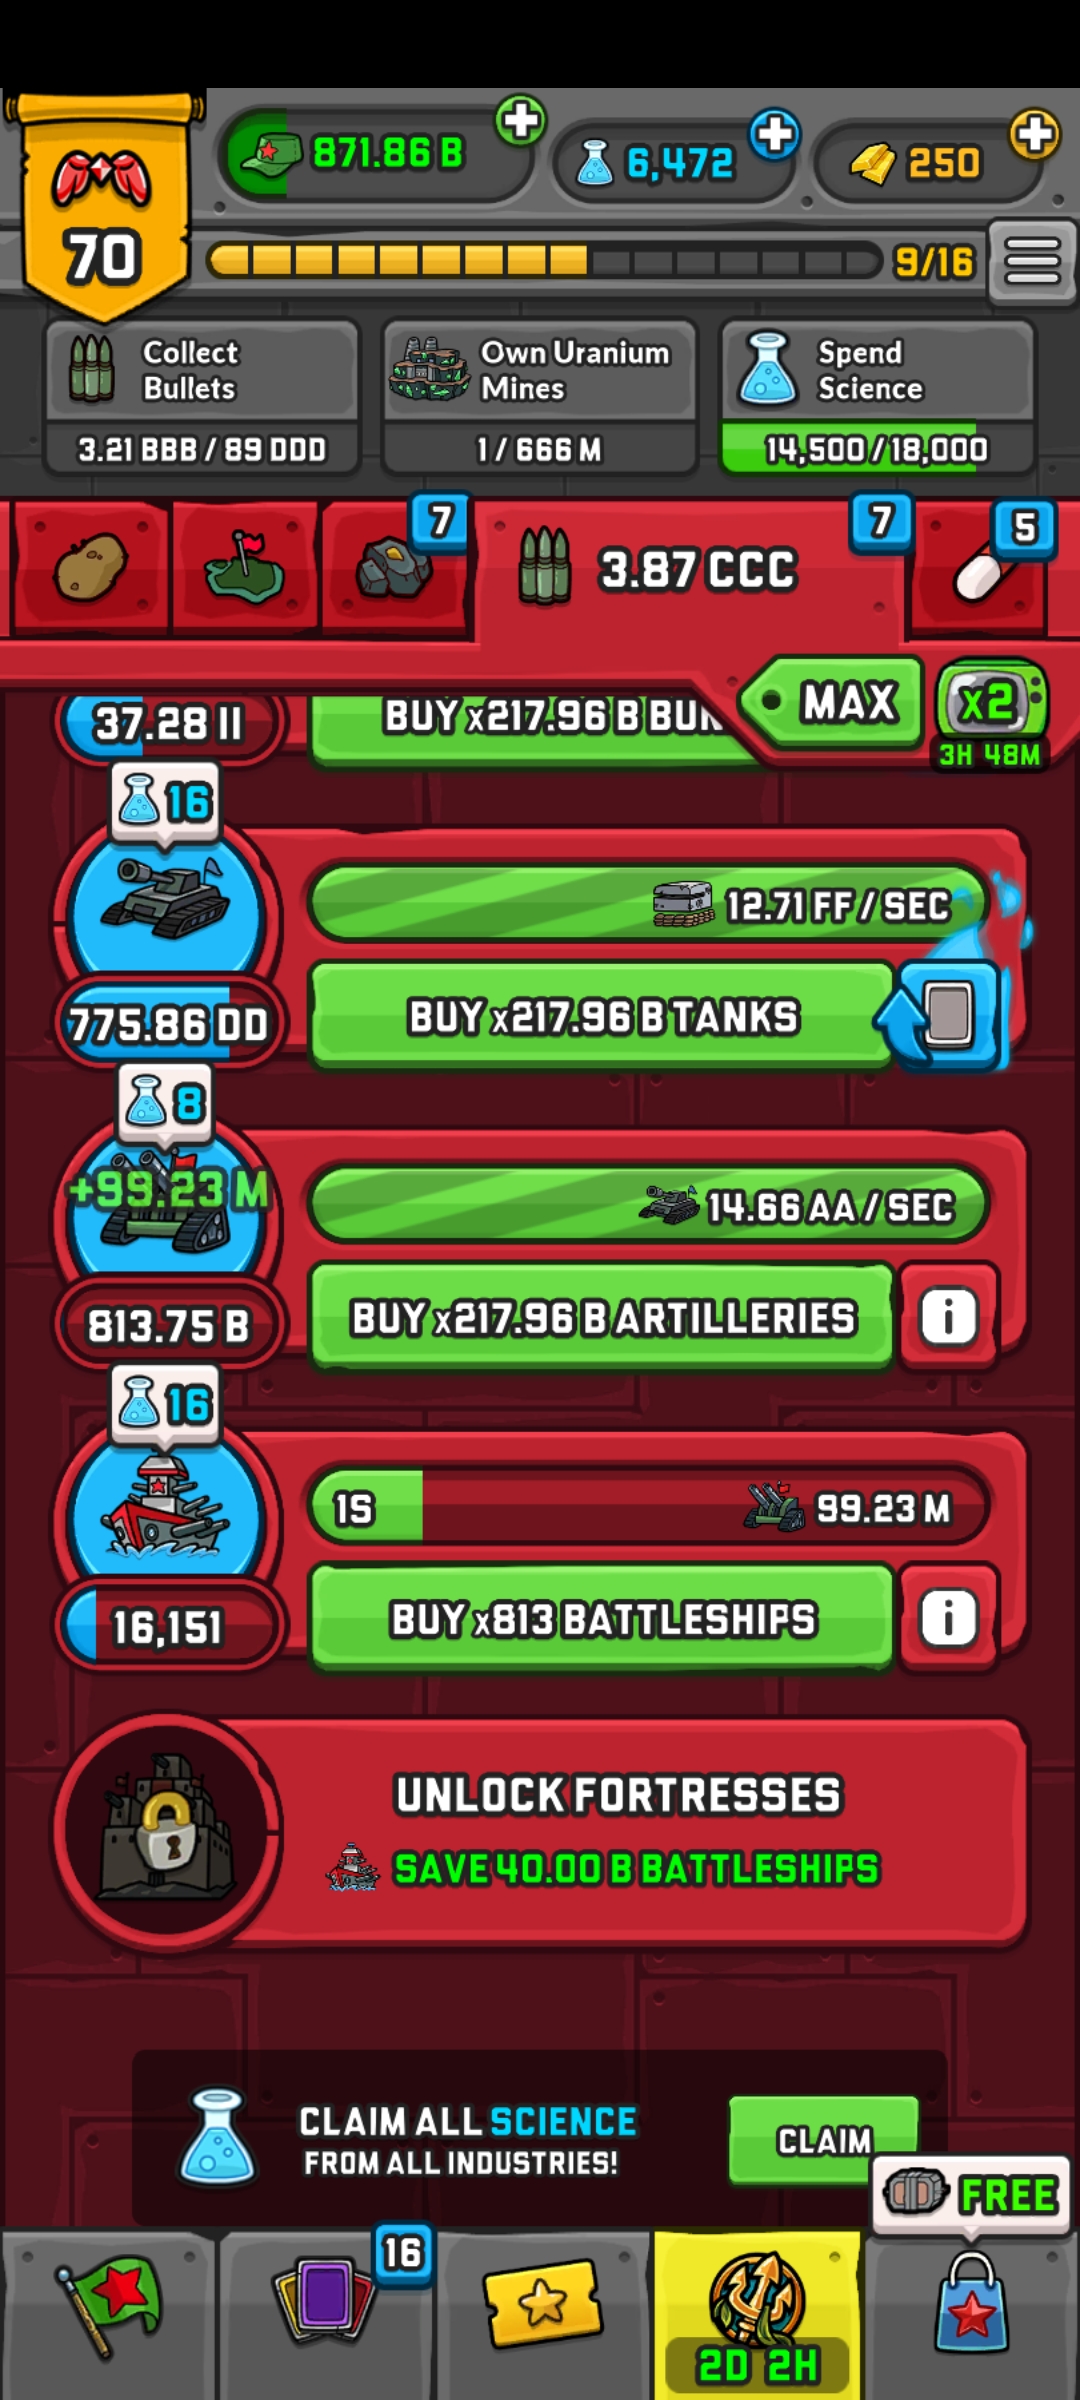 871.86 B
6,472
250
70
9/16
Collect
Bullets
3.21 BBB / 89 DDD
Own Uranium
Mines
1 / 666 M
Spend
Science
14,500/18,000
7
3.87 CCC
7
5
MAX
x2
3H 48M
37.28 II
BUY x217.96 B BUN
16
12.71 FF / SEC
775.86 DD
BUY x217.96 B TANKS
8
+99.23 M
14.66 AA / SEC
813.75 B
BUY x217.96 B ARTILLERIES
i
16
1S
99.23 M
16,151
BUY x813 BATTLESHIPS
i
UNLOCK FORTRESSES
SAVE 40.00 B BATTLESHIPS
CLAIM ALL SCIENCE
FROM ALL INDUSTRIES!
CLAIM
FREE
16
2D 2H